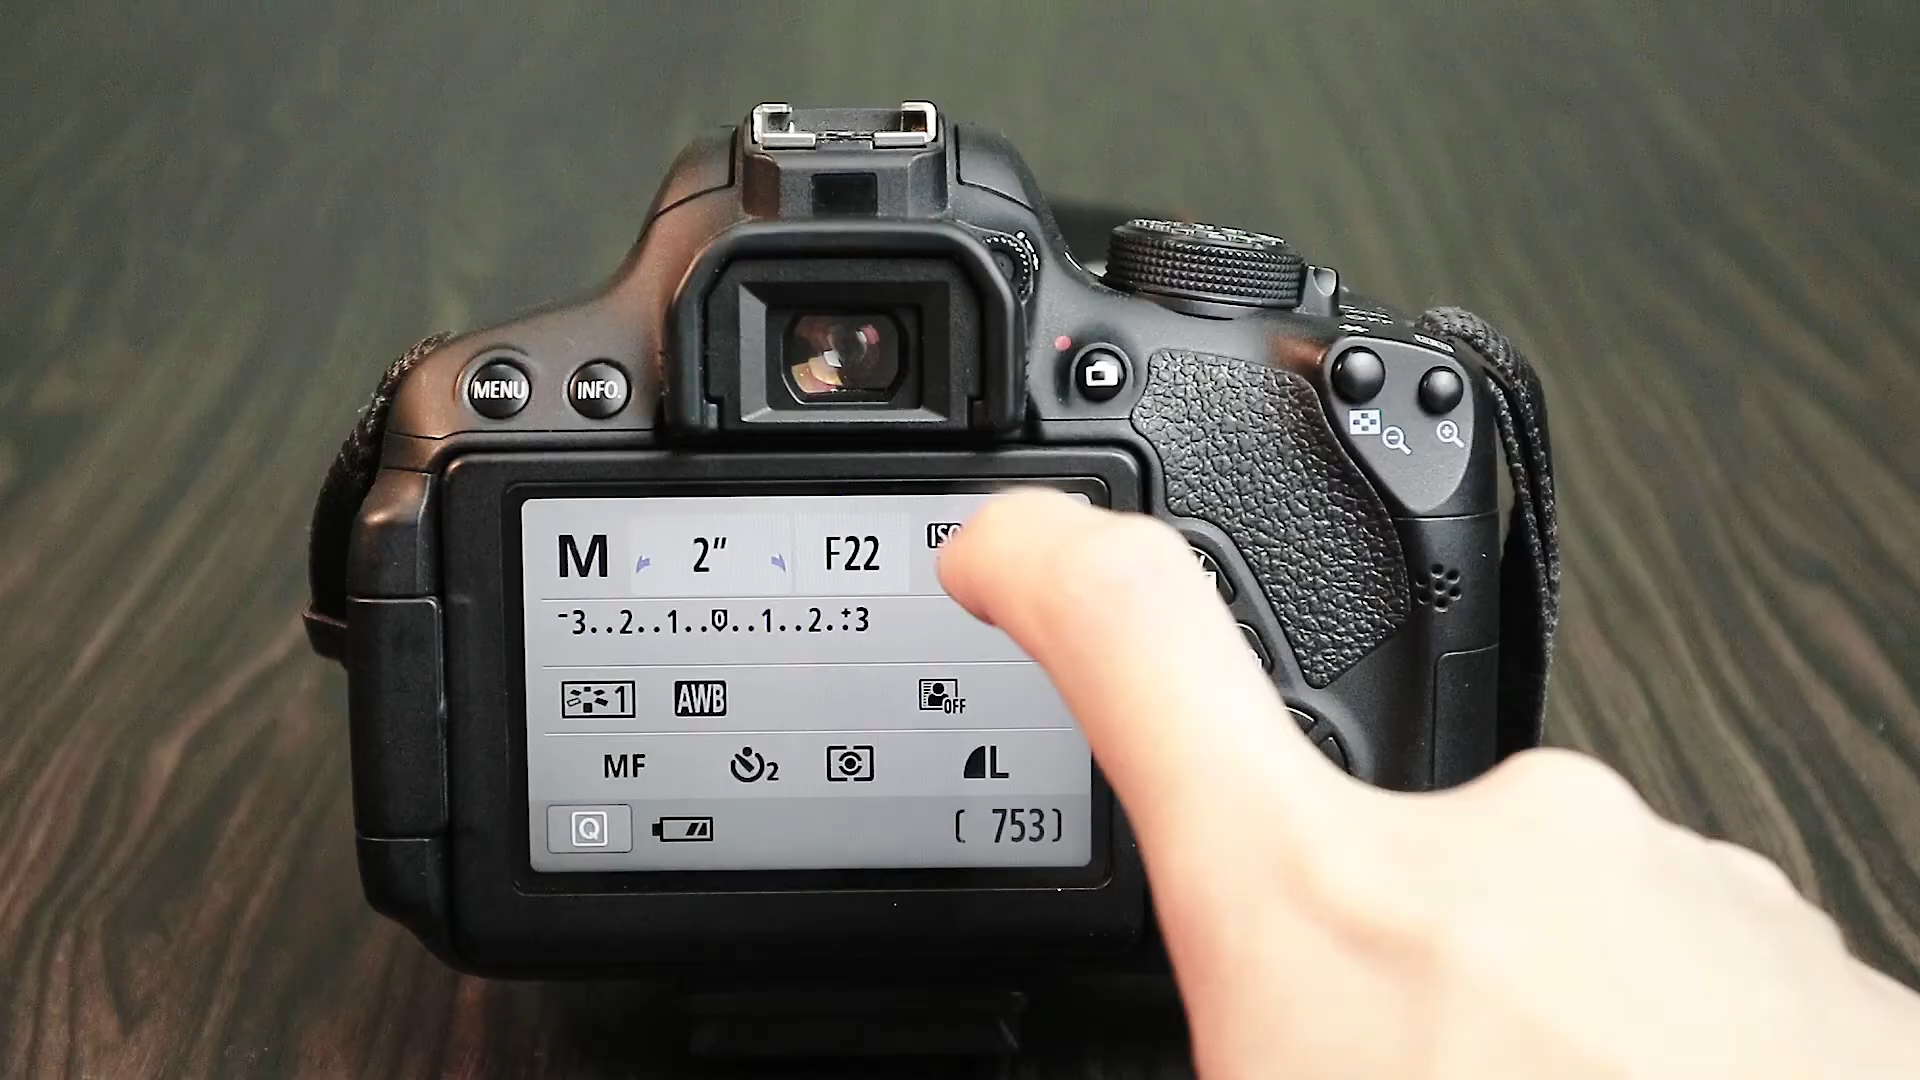 MENU INFO.
M 2" F22 ISO
-3..2..1..0..1..2..+3
1 AWB OFF
MF 2 L
Q [ 753]